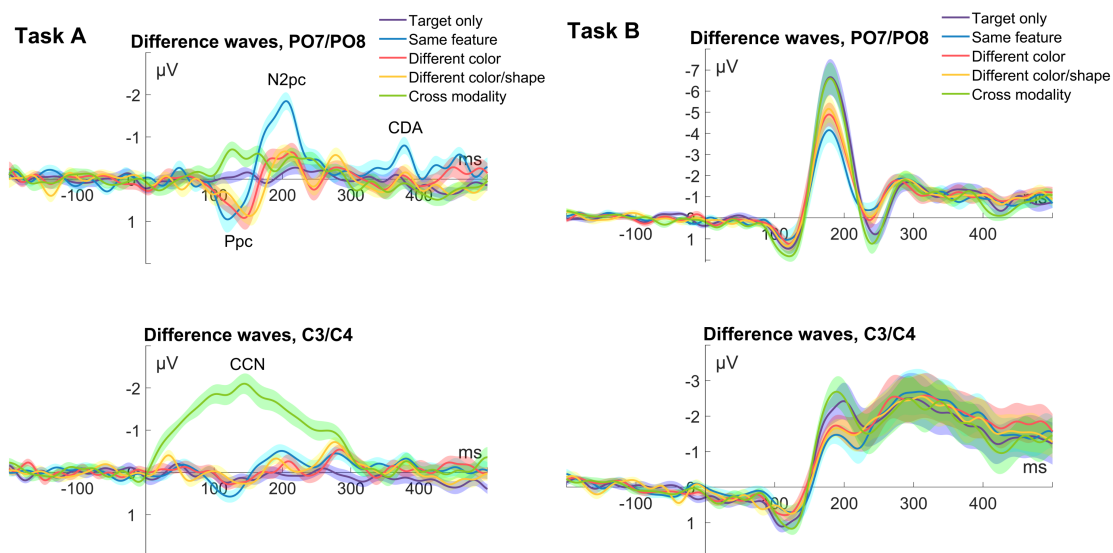 Task A
Difference waves, PO7/PO8
µV
Target only
Same feature
Different color
Different color/shape
Cross modality
N2pc
CDA
Ppc
ms
-2
-1
1
-100
100
200
300
400
Task B
Difference waves, PO7/PO8
µV
Target only
Same feature
Different color
Different color/shape
Cross modality
-7
-6
-5
-4
-3
-2
-1
1
-100
100
200
300
400
Difference waves, C3/C4
µV
CCN
ms
-2
-1
1
-100
100
200
300
400
Difference waves, C3/C4
µV
ms
-3
-2
-1
1
-100
100
200
300
400